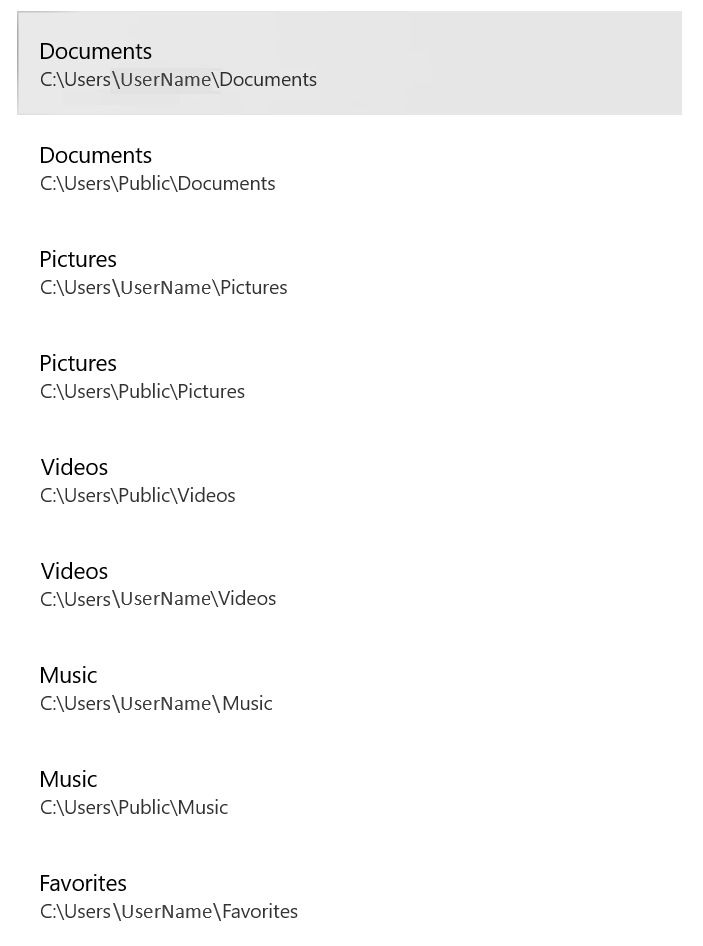 Documents
C:\Users\UserName\Documents
Documents
C:\Users\Public\Documents
Pictures
C:\Users\UserName\Pictures
Pictures
C:\Users\Public\Pictures
Videos
C:\Users\Public\Videos
Videos
C:\Users\UserName\Videos
Music
C:\Users\UserName\Music
Music
C:\Users\Public\Music
Favorites
C:\Users\UserName\Favorites